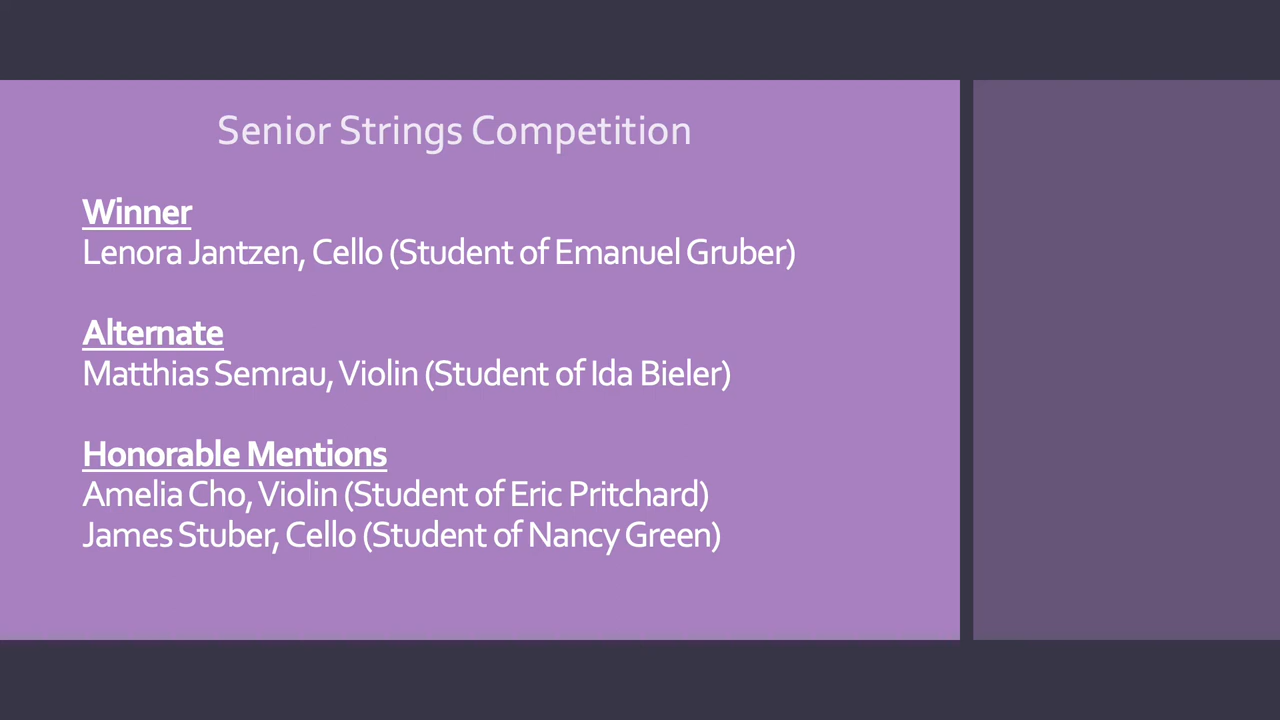 Senior Strings Competition
Winner
Lenora Jantzen, Cello (Student of Emanuel Gruber)
Alternate
Matthias Semrau, Violin (Student of Ida Bieler)
Honorable Mentions
Amelia Cho, Violin (Student of Eric Pritchard)
James Stuber, Cello (Student of Nancy Green)